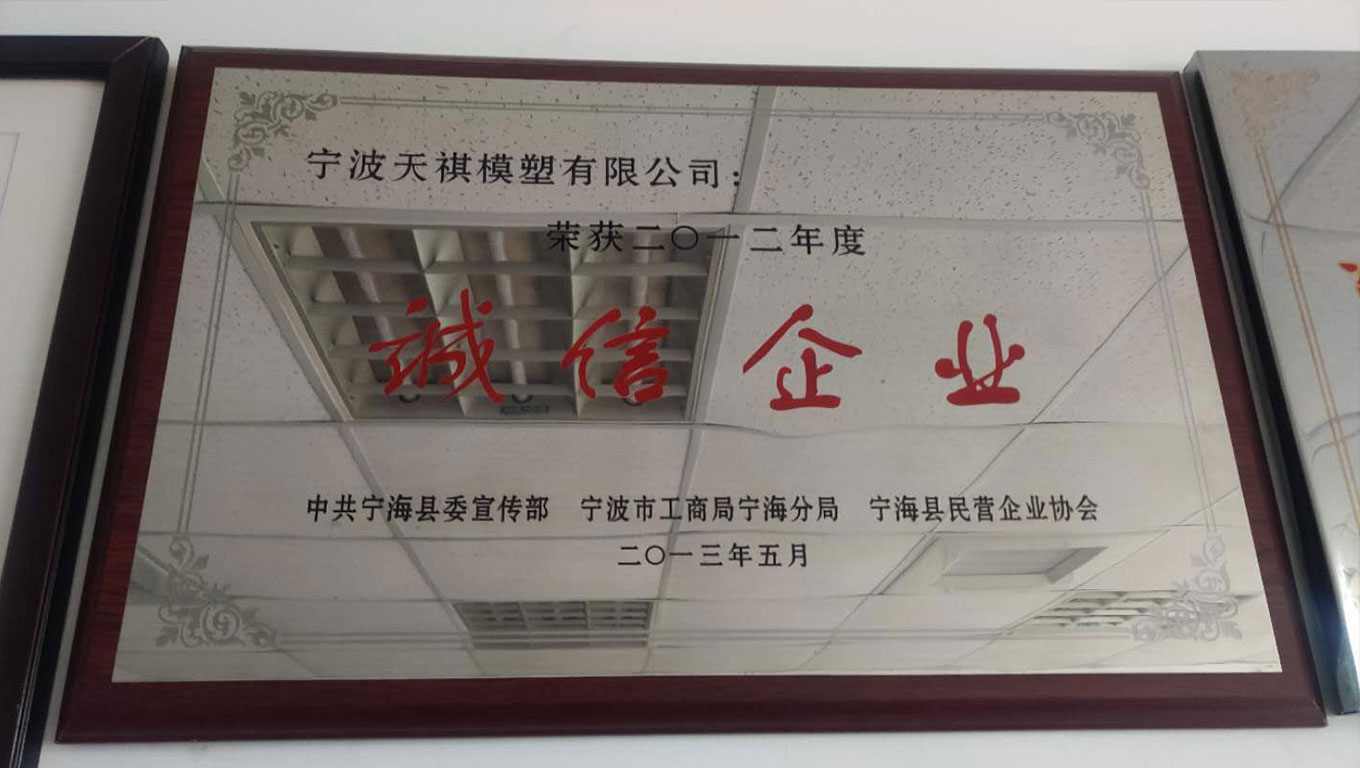 宁波天祺模塑有限公司:
荣获二〇一二年度
誠信企业
中共宁海县委宣传部 宁波市工商局宁海分局 宁海县民营企业协会
二〇一三年五月